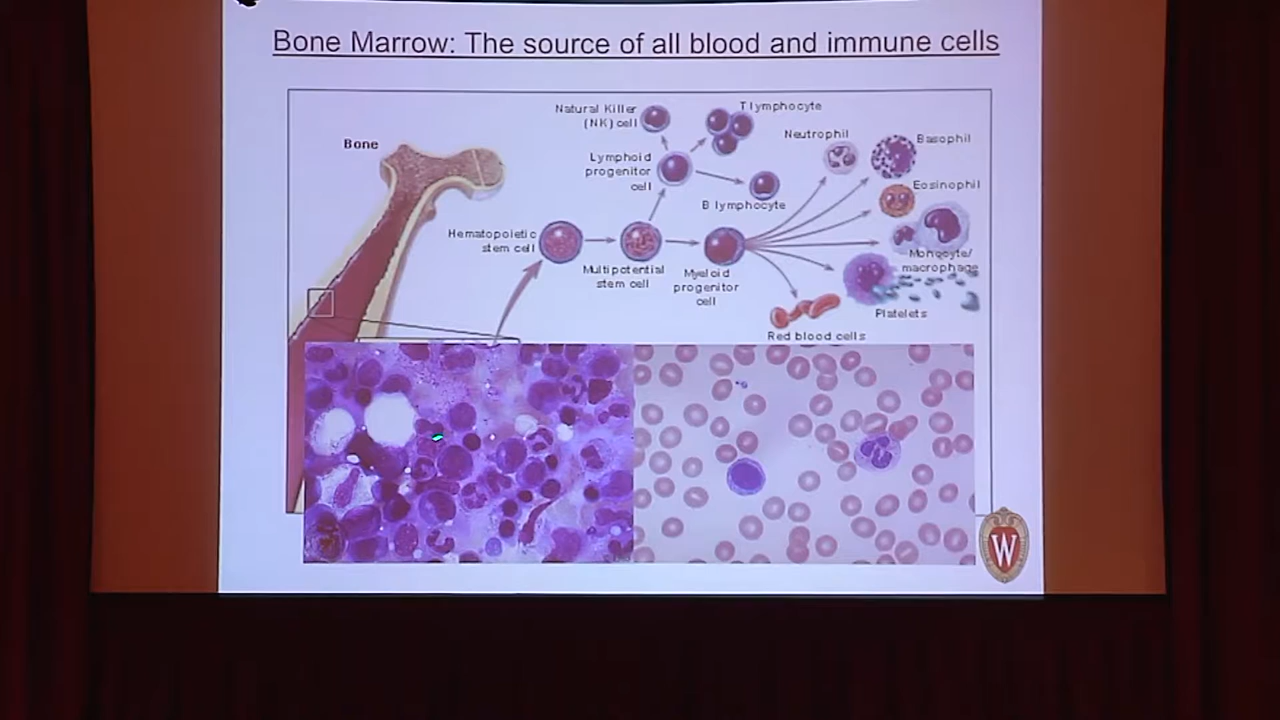 Bone Marrow: The source of all blood and immune cells
Natural Killer
(NK) cell
T lymphocyte
Neutrophil
Basophil
Bone
Lymphoid
progenitor
cell
Eosinophil
B lymphocyte
Hematopoietic
stem cell
Multipotential
stem cell
Myeloid
progenitor
cell
Monocyte/
macrophage
Platelets
Red blood cells
W